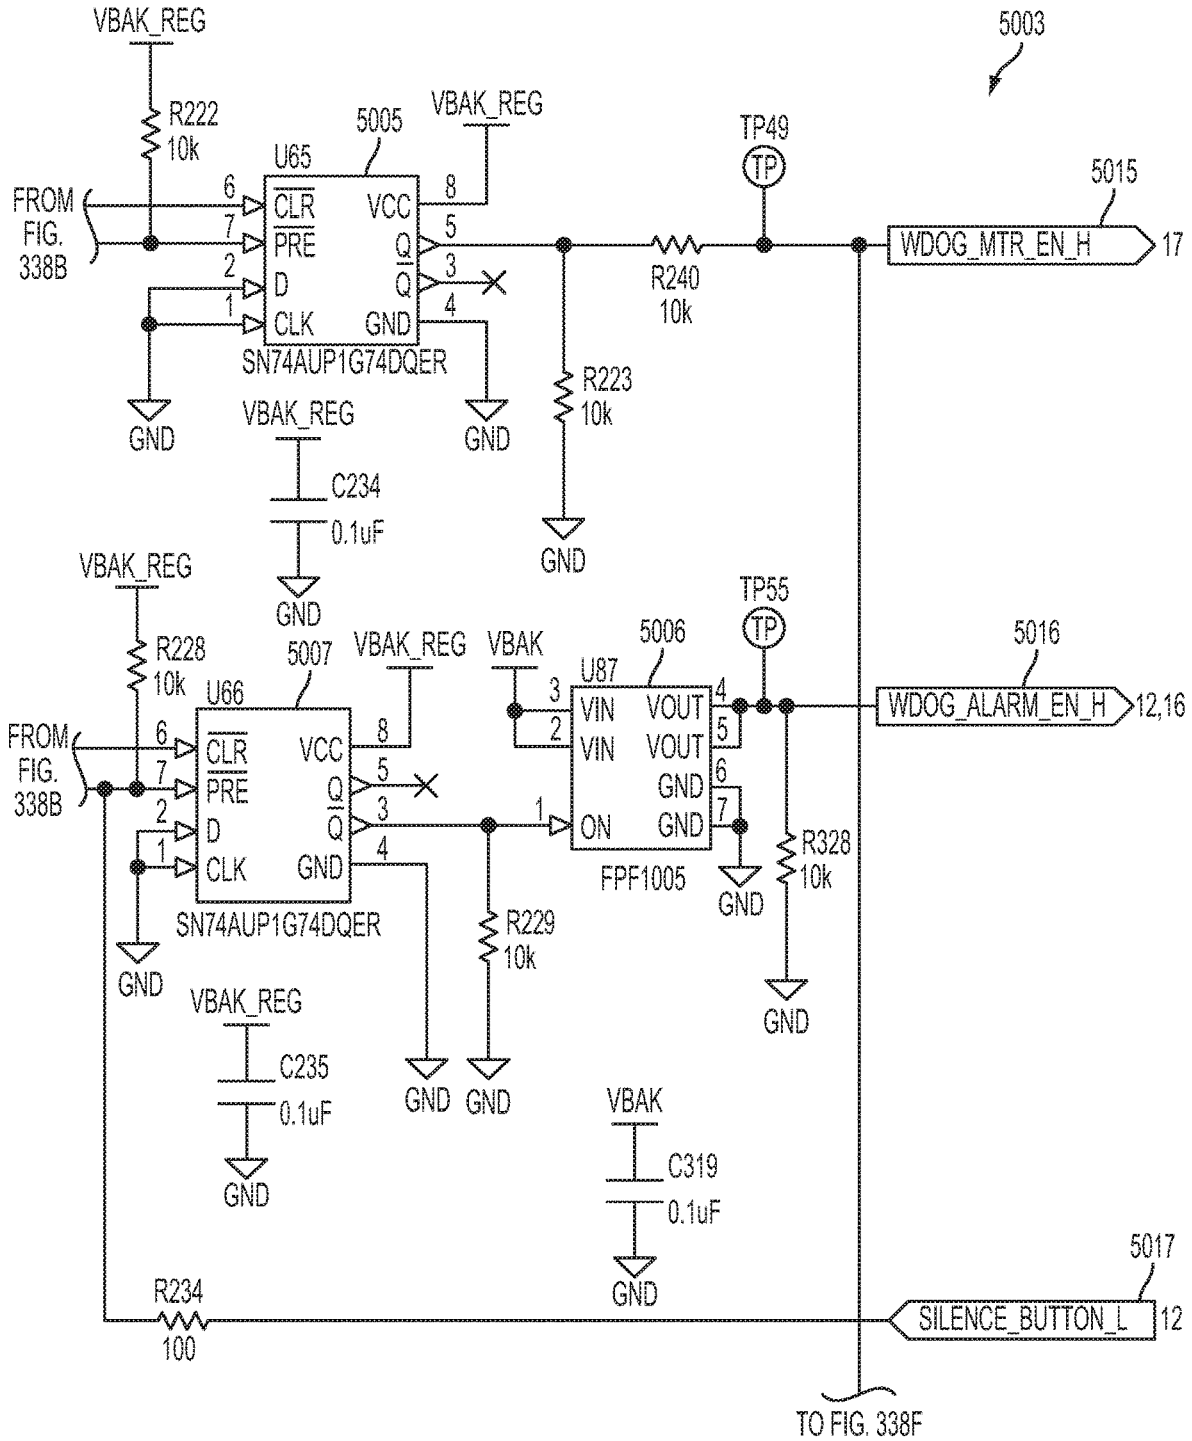 VBAK_REG
5003
R222
10k
5005
VBAK_REG
TP49
TP
U65
5015
FROM
FIG.
338B
6
7
2
1
CLR
PRE
D
CLK
VCC
Q
Q
GND
8
5
3
4
SN74AUP1G74DQER
R240
10k
WDOG_MTR_EN_H
17
GND
GND
R223
10k
GND
VBAK_REG
C234
0.1uF
GND
VBAK_REG
R228
10k
5007
VBAK_REG
VBAK
5006
TP55
TP
5016
U66
U87
FROM
FIG.
338B
6
7
2
1
CLR
PRE
D
CLK
VCC
Q
Q
GND
8
5
3
4
SN74AUP1G74DQER
3
2
1
VIN
VIN
ON
VOUT
VOUT
GND
GND
4
5
6
7
FPF1005
WDOG_ALARM_EN_H
12,16
GND
R328
10k
GND
GND
R229
10k
GND
GND
VBAK_REG
C235
0.1uF
GND
VBAK
C319
0.1uF
GND
R234
100
5017
SILENCE_BUTTON_L
12
TO FIG. 338F